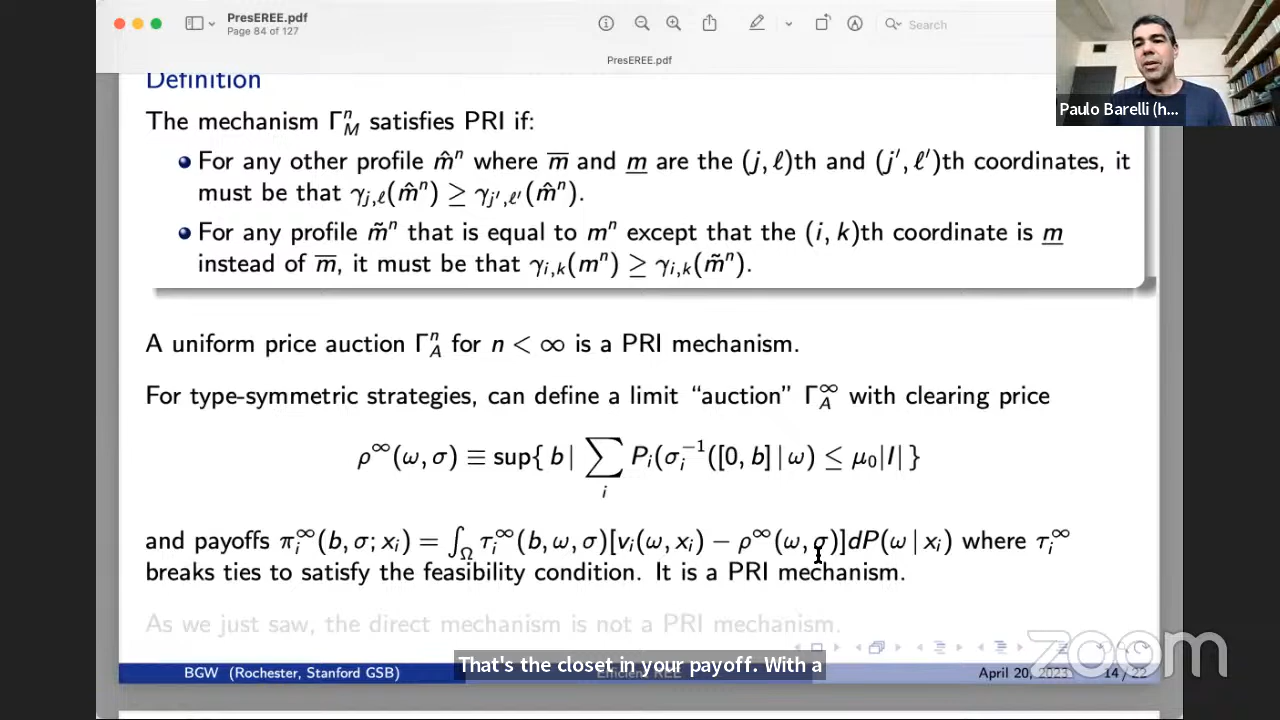 PresEREE.pdf
Page 84 of 127
Search
PresEREE.pdf
Paulo Barelli (h...
Definition
The mechanism Γ^n_M satisfies PRI if:
For any other profile m̂^n where m̅ and m̲ are the (j, ℓ)th and (j′, ℓ′)th coordinates, it
must be that γ_{j,ℓ}(m̂^n) ≥ γ_{j′,ℓ′}(m̂^n).
For any profile m̃^n that is equal to m^n except that the (i, k)th coordinate is m̲
instead of m̅, it must be that γ_{i,k}(m^n) ≥ γ_{i,k}(m̃^n).
A uniform price auction Γ^n_A for n < ∞ is a PRI mechanism.
For type-symmetric strategies, can define a limit “auction” Γ^∞_A with clearing price
ρ^∞(ω, σ) ≡ sup{ b | ∑_i P_i(σ_i^{−1}([0, b] | ω) ≤ μ_0|I| }
and payoffs π_i^∞(b, σ; x_i) = ∫_Ω τ_i^∞(b, ω, σ)[v_i(ω, x_i) − ρ^∞(ω, σ)]dP(ω | x_i) where τ_i^∞
breaks ties to satisfy the feasibility condition. It is a PRI mechanism.
As we just saw, the direct mechanism is not a PRI mechanism.
zoom
That's the closet in your payoff. With a
BGW (Rochester, Stanford GSB)
Efficient REE
April 20, 2023
14 / 22